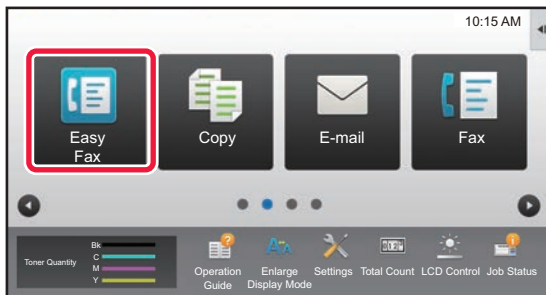 10:15 AM
Easy
Fax
Copy
E-mail
Fax
Toner Quantity
Bk
C
M
Y
Operation
Guide
Enlarge
Display Mode
Settings
Total Count
LCD Control
Job Status